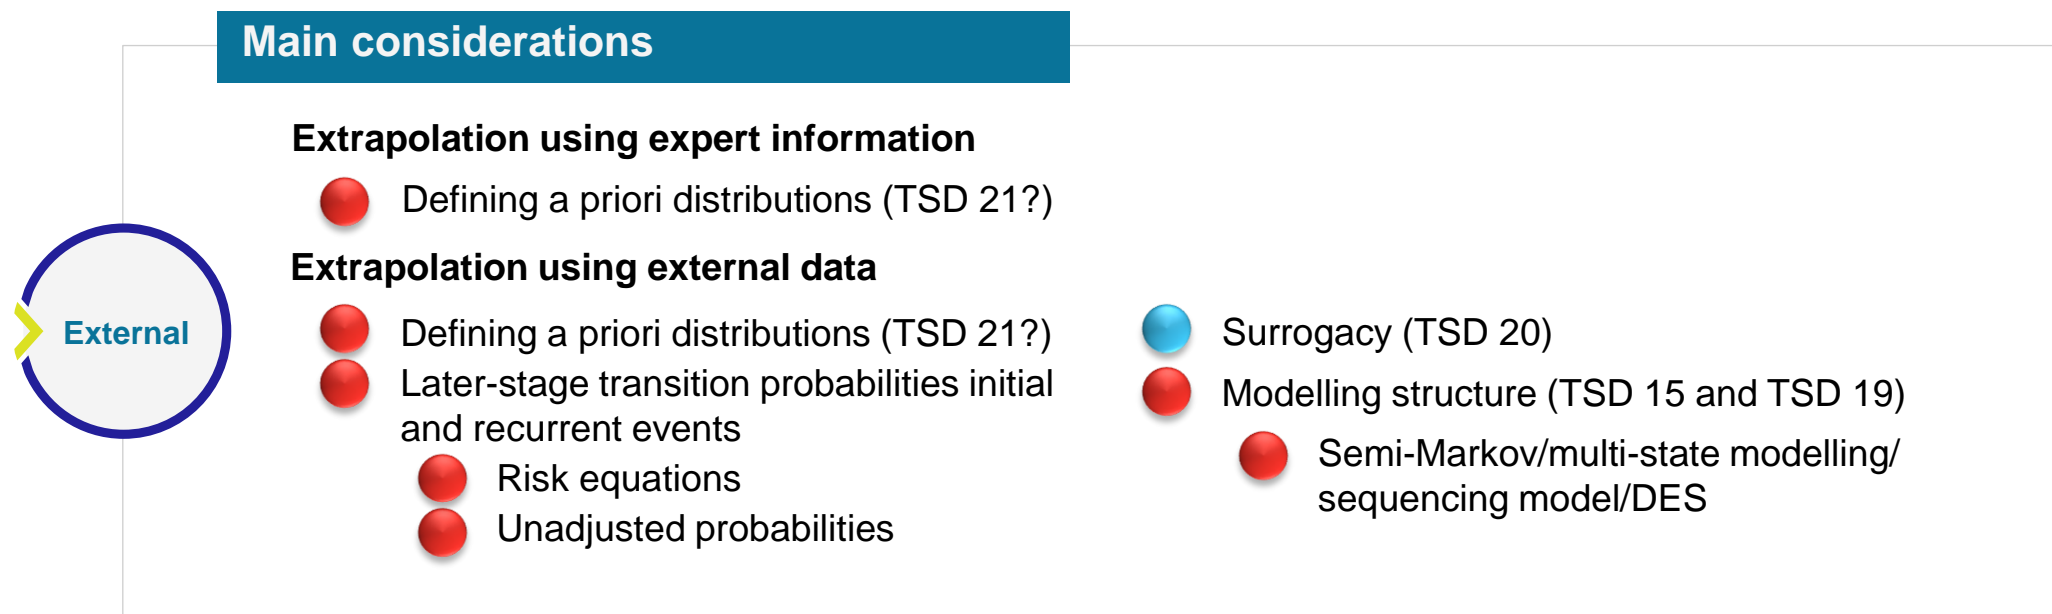 Main considerations
Extrapolation using expert information
Defining a priori distributions (TSD 21?)
Extrapolation using external data
External
Defining a priori distributions (TSD 21?)
Later-stage transition probabilities initial
and recurrent events
Risk equations
Unadjusted probabilities
Surrogacy (TSD 20)
Modelling structure (TSD 15 and TSD 19)
Semi-Markov/multi-state modelling/
sequencing model/DES